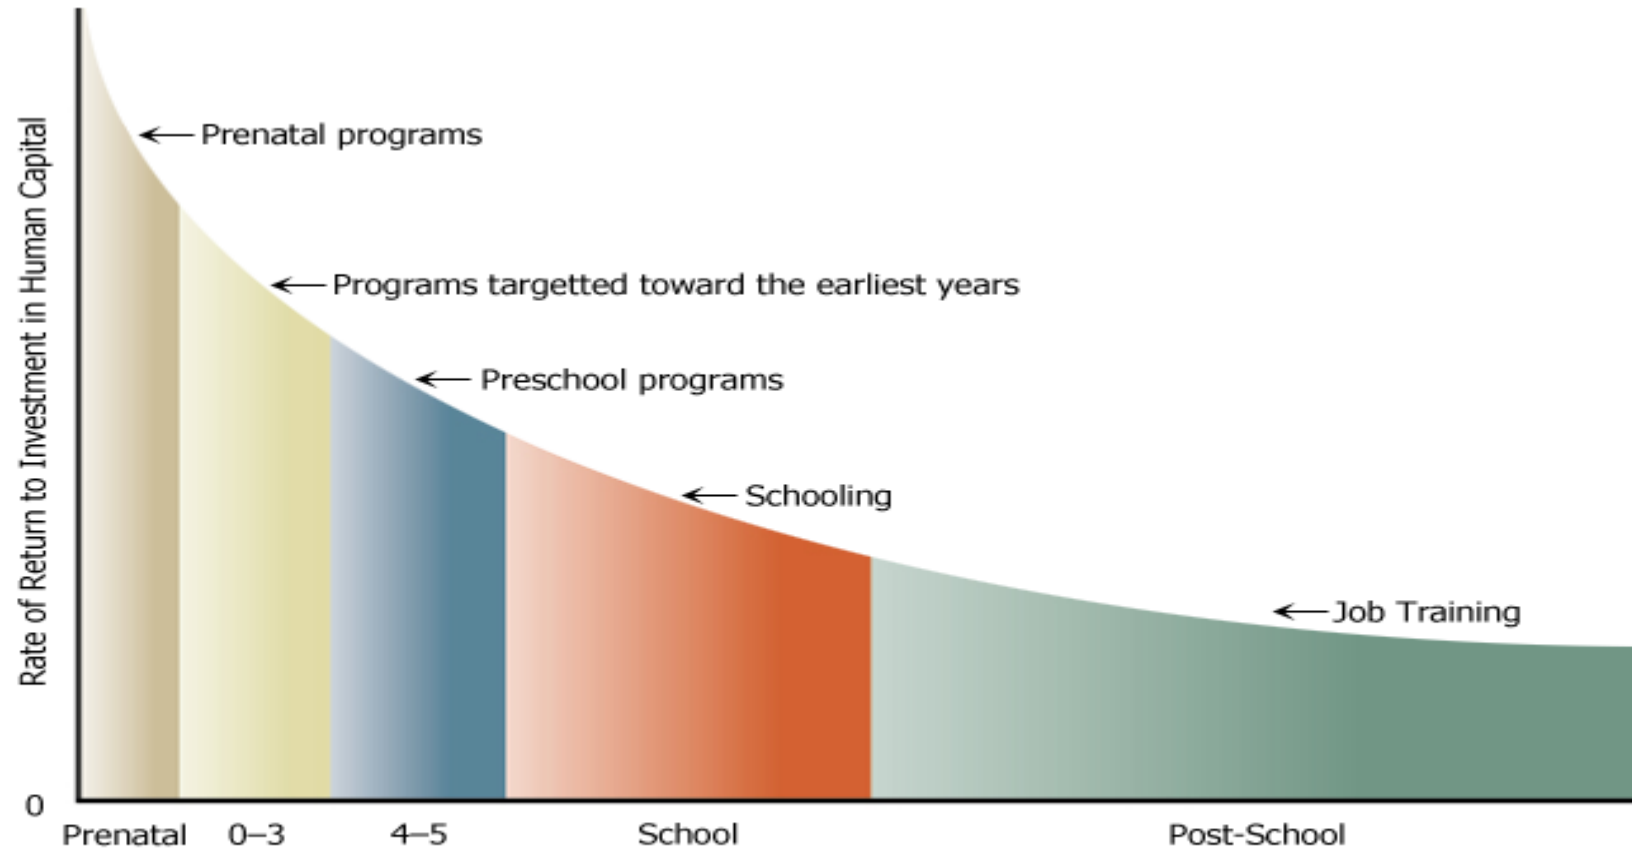 Rate of Return to Investment in Human Capital
Prenatal programs
Programs targetted toward the earliest years
Preschool programs
Schooling
Job Training
0
Prenatal
0–3
4–5
School
Post-School